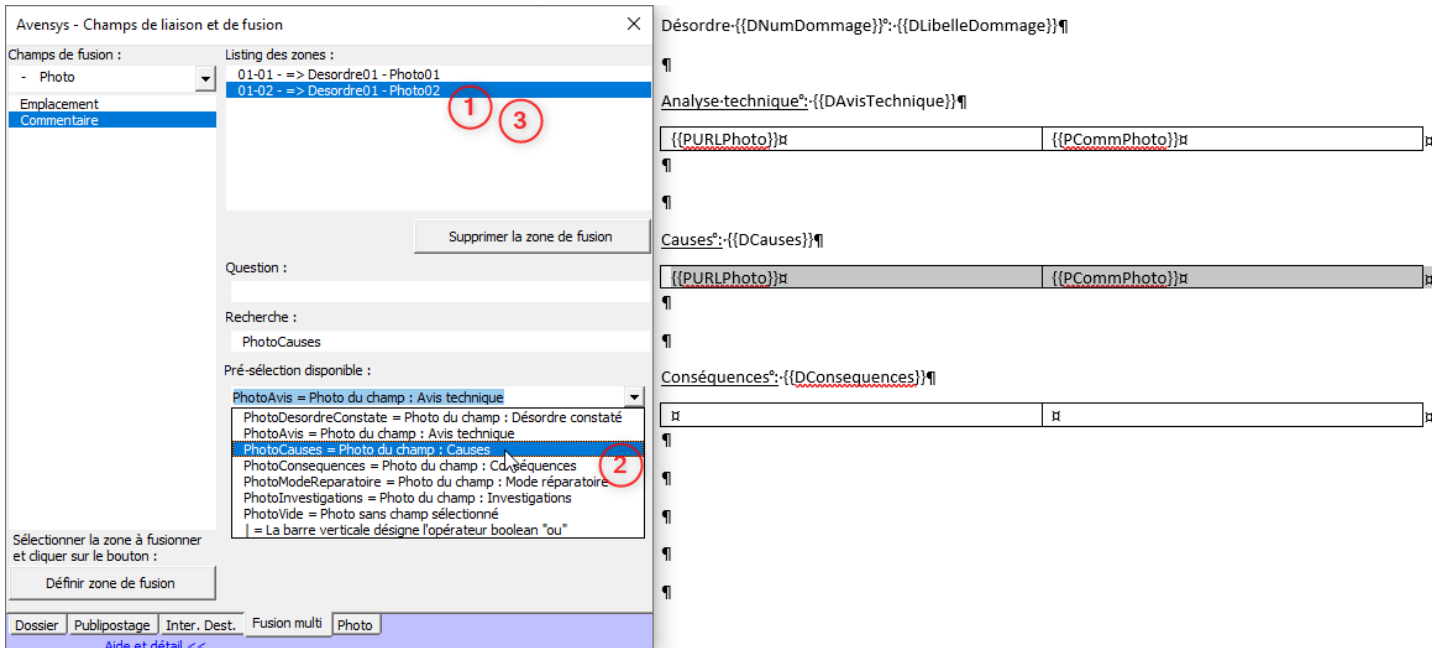 Avensys - Champs de liaison et de fusion
Champs de fusion :
- Photo
Emplacement
Commentaire
Sélectionner la zone à fusionner
et cliquer sur le bouton :
Définir zone de fusion
Listing des zones :
01-01 - => Desordre01 - Photo01
01-02 - => Desordre01 - Photo02
1
3
Supprimer la zone de fusion
Question :
Recherche :
PhotoCauses
Pré-sélection disponible :
PhotoAvis = Photo du champ : Avis technique
PhotoDesordreConstate = Photo du champ : Désordre constaté
PhotoAvis = Photo du champ : Avis technique
PhotoCauses = Photo du champ : Causes
PhotoConsequences = Photo du champ : Conséquences
2
PhotoModeReparatoire = Photo du champ : Mode réparatoire
PhotoInvestigations = Photo du champ : Investigations
PhotoVide = Photo sans champ sélectionné
| = La barre verticale désigne l'opérateur boolean "ou"
Dossier Publipostage Inter. Dest. Fusion multi Photo
Aide et détail <<
Désordre·{{DNumDommage}}°:·{{DLibelleDommage}}¶
¶
Analyse·technique°:·{{DAvisTechnique}}¶
{{PURLPhoto}}¤ {{PCommPhoto}}¤ ¤
¶
¶
Causes°:·{{DCauses}}¶
{{PURLPhoto}}¤ {{PCommPhoto}}¤ ¤
¶
¶
Conséquences°:·{{DConsequences}}¶
¤ ¤ ¤
¶
¶
¶
¶
¶